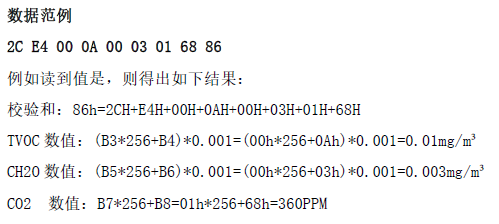 数据范例
2C E4 00 0A 00 03 01 68 86
例如读到值是，则得出如下结果：
校验和：86h=2CH+E4H+00H+0AH+00H+03H+01H+68H
TVOC 数值：(B3*256+B4)*0.001=(00h*256+0Ah)*0.001=0.01mg/m³
CH2O 数值：(B5*256+B6)*0.001=(00h*256+03h)*0.001=0.003mg/m³
CO2 数值：B7*256+B8=01h*256+68h=360PPM